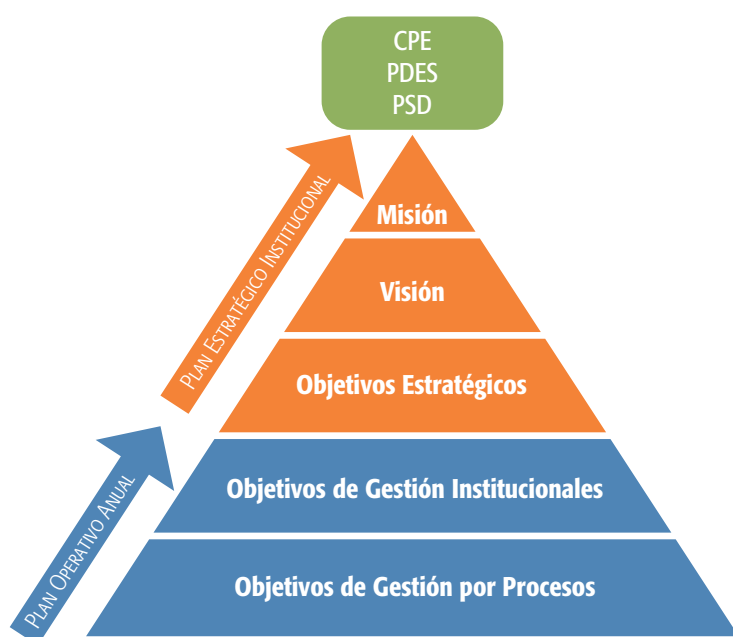 CPE
PDES
PSD
Misión
Visión
Objetivos Estratégicos
Objetivos de Gestión Institucionales
Objetivos de Gestión por Procesos
PLAN ESTRATÉGICO INSTITUCIONAL
PLAN OPERATIVO ANUAL